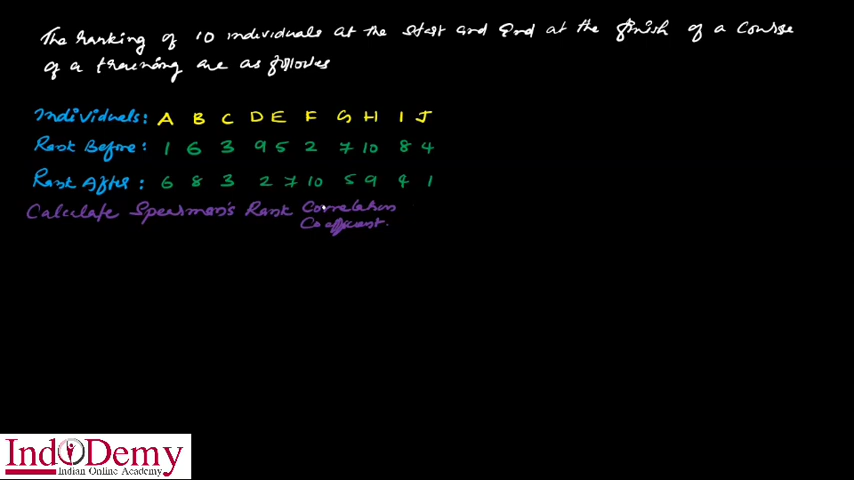 The ranking of 10 individuals at the start and End at the finish of a Course
of a training are as follows
Individuals: A B C D E F G H I J
Rank Before: 1 6 3 9 5 2 7 10 8 4
Rank After: 6 8 3 2 7 10 5 9 4 1
Calculate Spearman's Rank Correlation
Coefficient.
IndODemy
Indian Online Academy